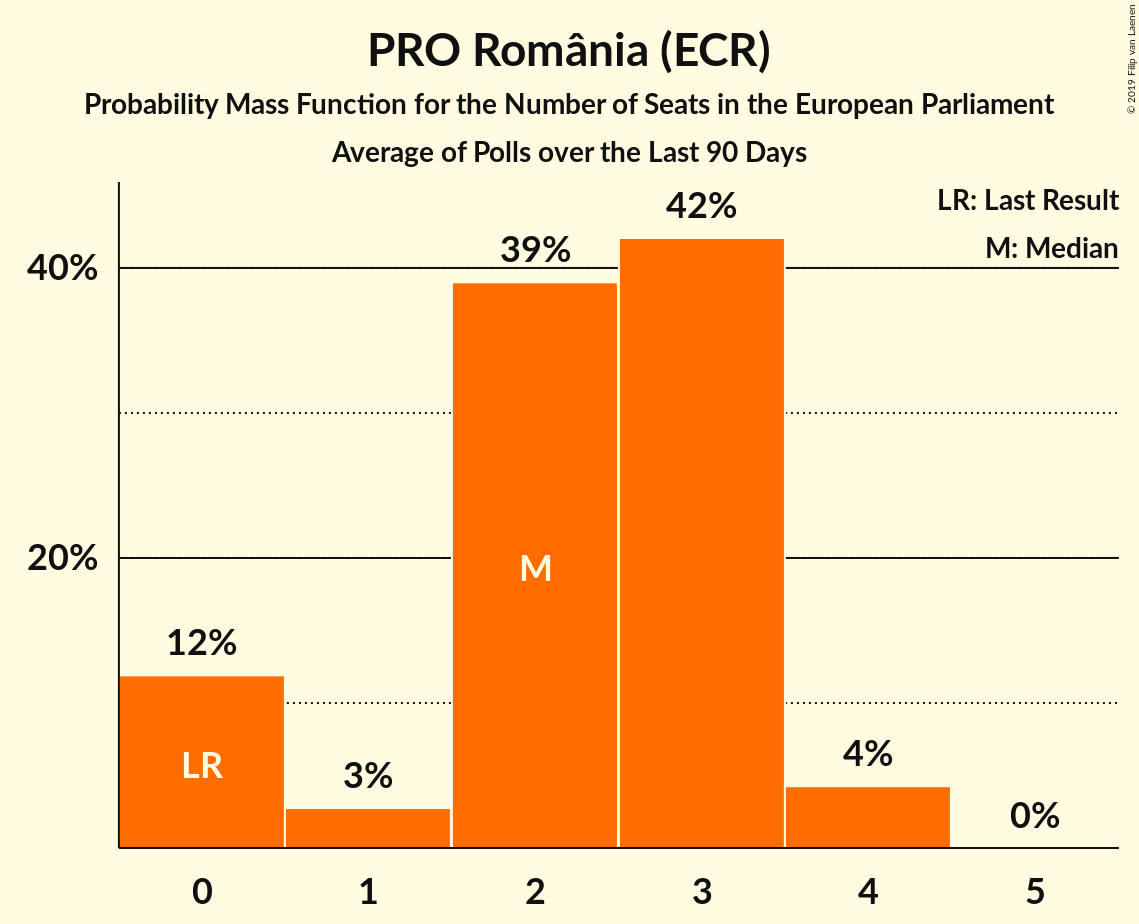 PRO România (ECR)
Probability Mass Function for the Number of Seats in the European Parliament
Average of Polls over the Last 90 Days
© 2019 Filip van Laenen
LR: Last Result
M: Median
42%
39%
40%
20%
M
12%
LR
3%
4%
0%
0 1 2 3 4 5